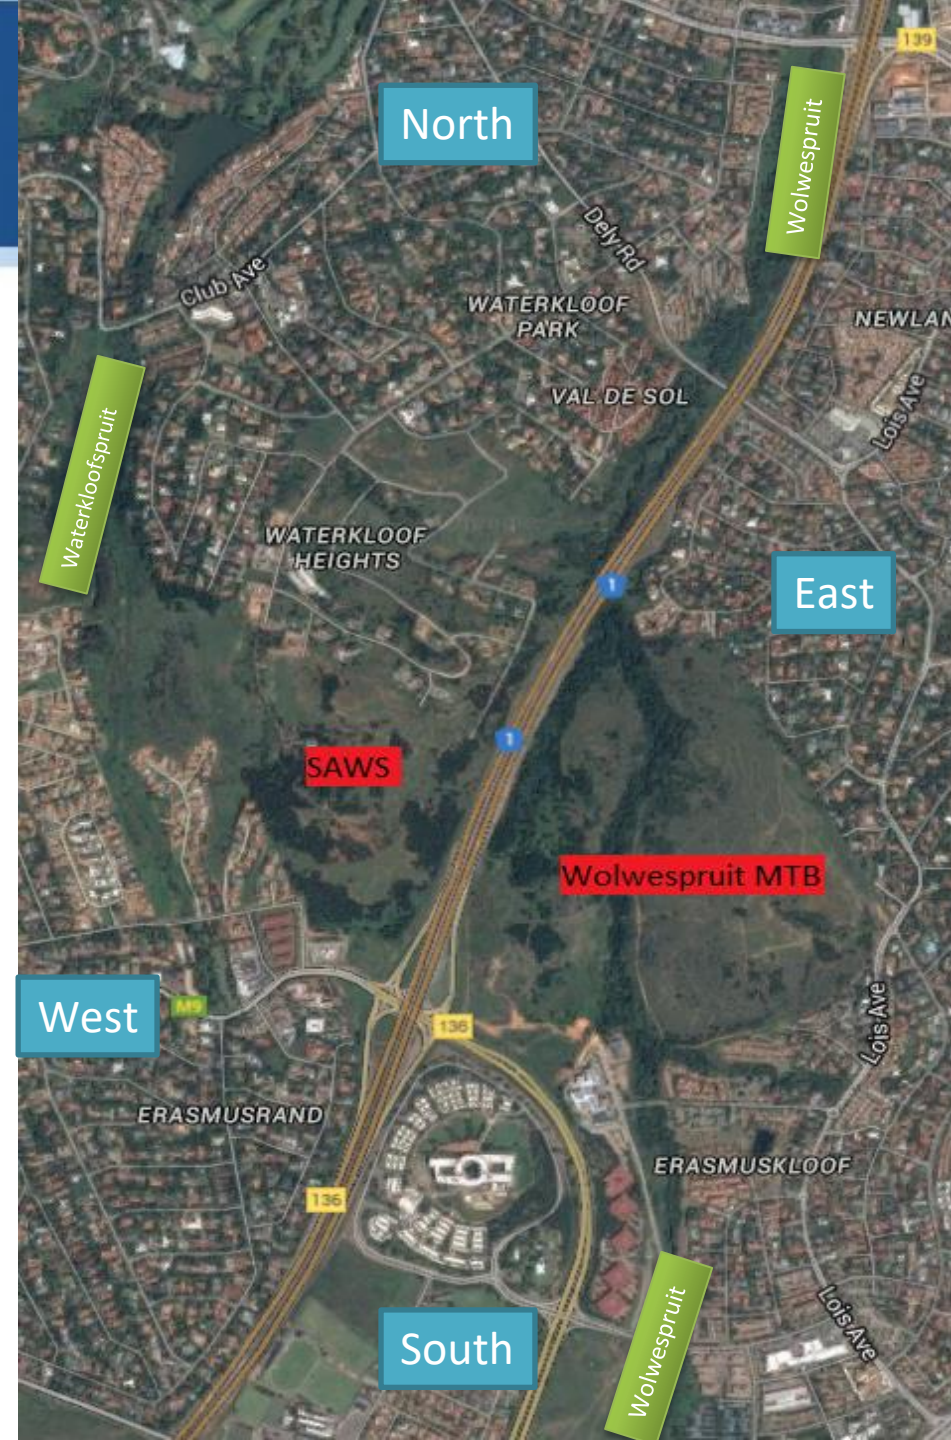 139
North
Wolwespruit
Dely Rd
Club Ave
WATERKLOOF
PARK
NEWLAN
VAL DE SOL
Lois Ave
Waterkloofspruit
WATERKLOOF
HEIGHTS
1
East
1
SAWS
Wolwespruit MTB
West
M9
136
Lois Ave
ERASMUSRAND
ERASMUSKLOOF
136
Wolwespruit
Lois Ave
South